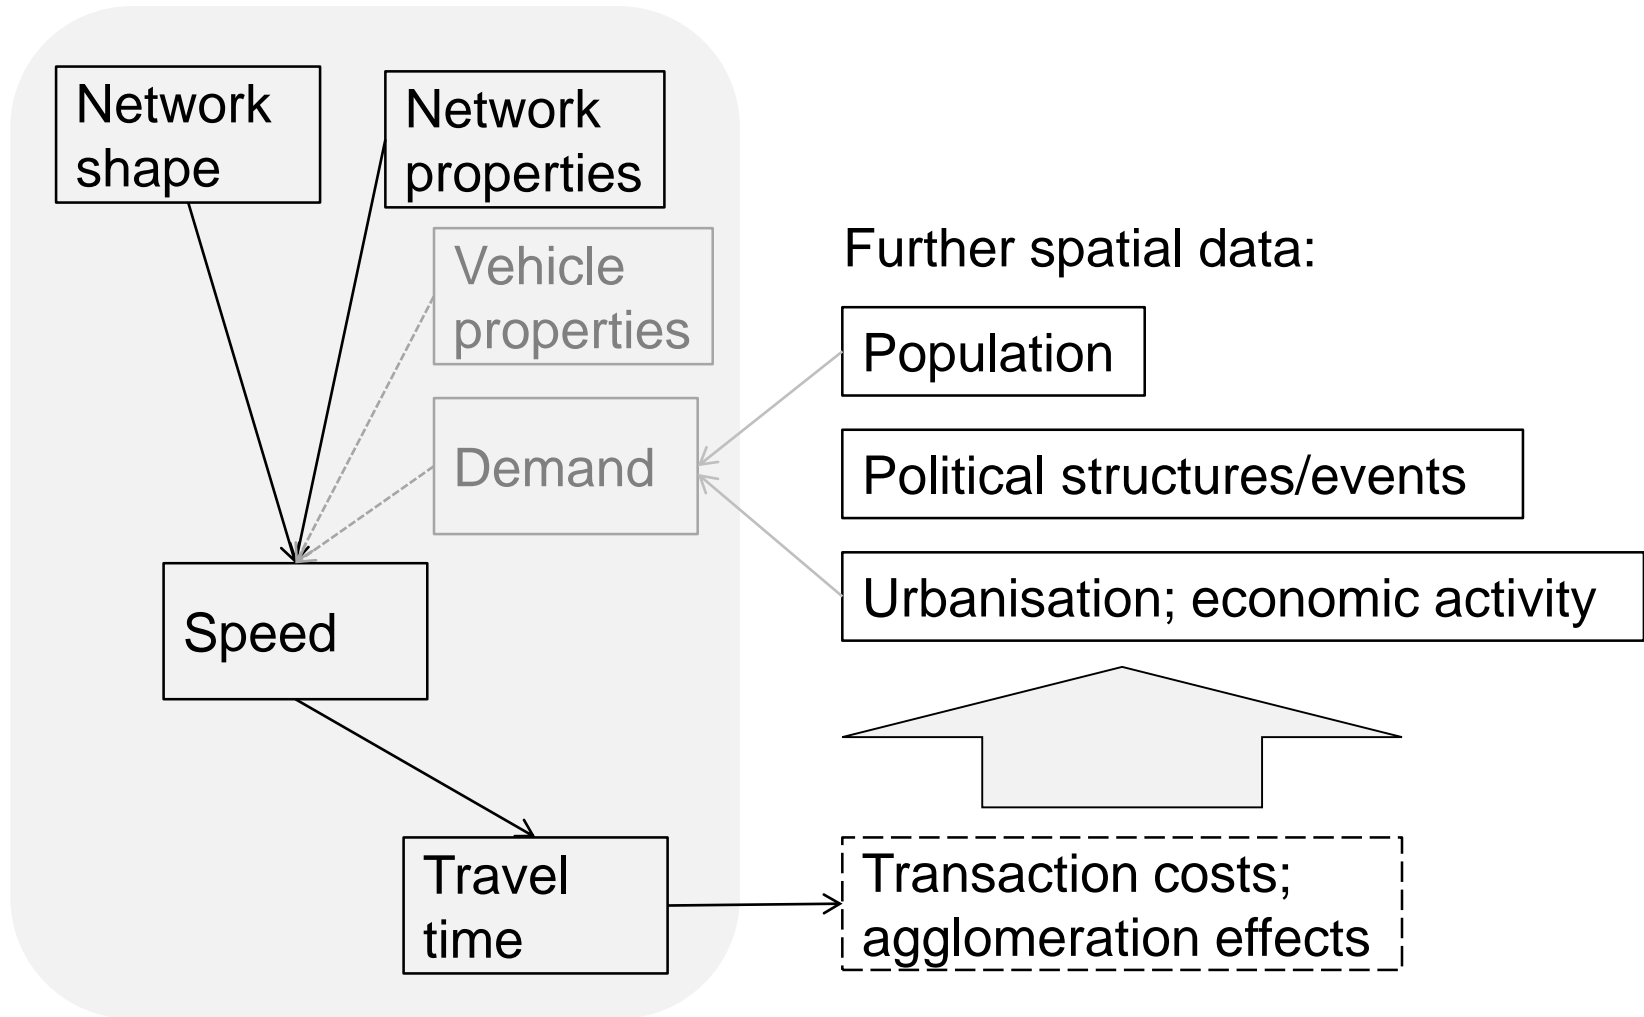 Network
shape
Network
properties
Vehicle
properties
Demand
Speed
Travel
time
Further spatial data:
Population
Political structures/events
Urbanisation; economic activity
Transaction costs;
agglomeration effects